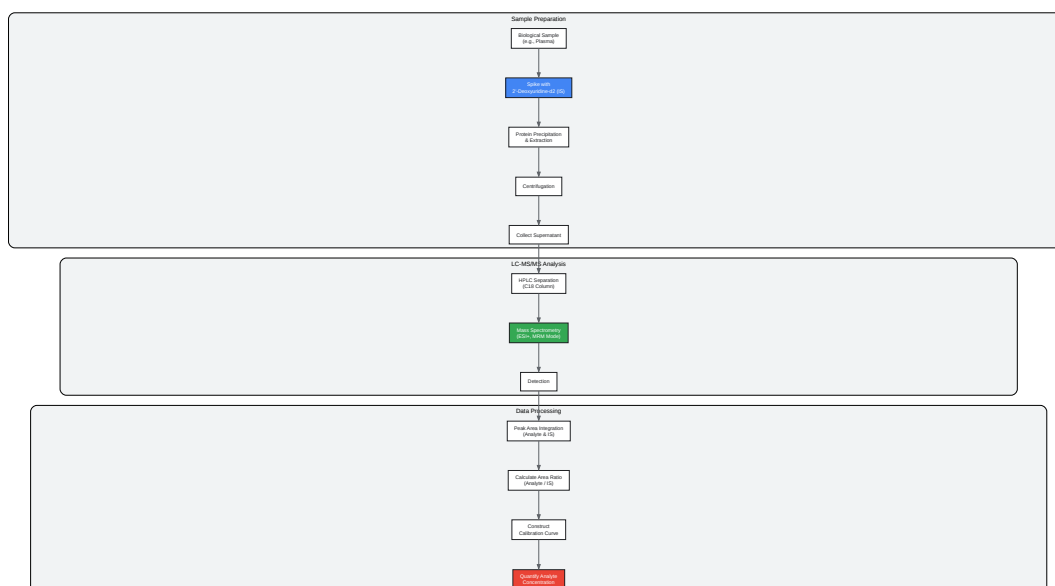 Sample Preparation
Biological Sample
(e.g., Plasma)
Spike with
2'-Deoxyuridine-d2 (IS)
Protein Precipitation
& Extraction
Centrifugation
Collect Supernatant
LC-MS/MS Analysis
HPLC Separation
(C18 Column)
Mass Spectrometry
(ESI+, MRM Mode)
Detection
Data Processing
Peak Area Integration
(Analyte & IS)
Calculate Area Ratio
(Analyte / IS)
Construct
Calibration Curve
Quantify Analyte
Concentration